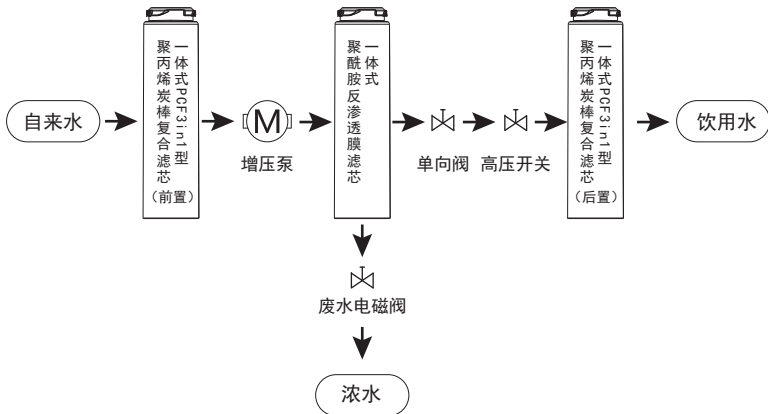 自来水
一体式PCF3in1型
聚丙烯炭棒复合滤芯
（前置）
M
增压泵
一体式
聚酰胺反渗透膜滤芯
单向阀
高压开关
一体式PCF3in1型
聚丙烯炭棒复合滤芯
（后置）
饮用水
废水电磁阀
浓水